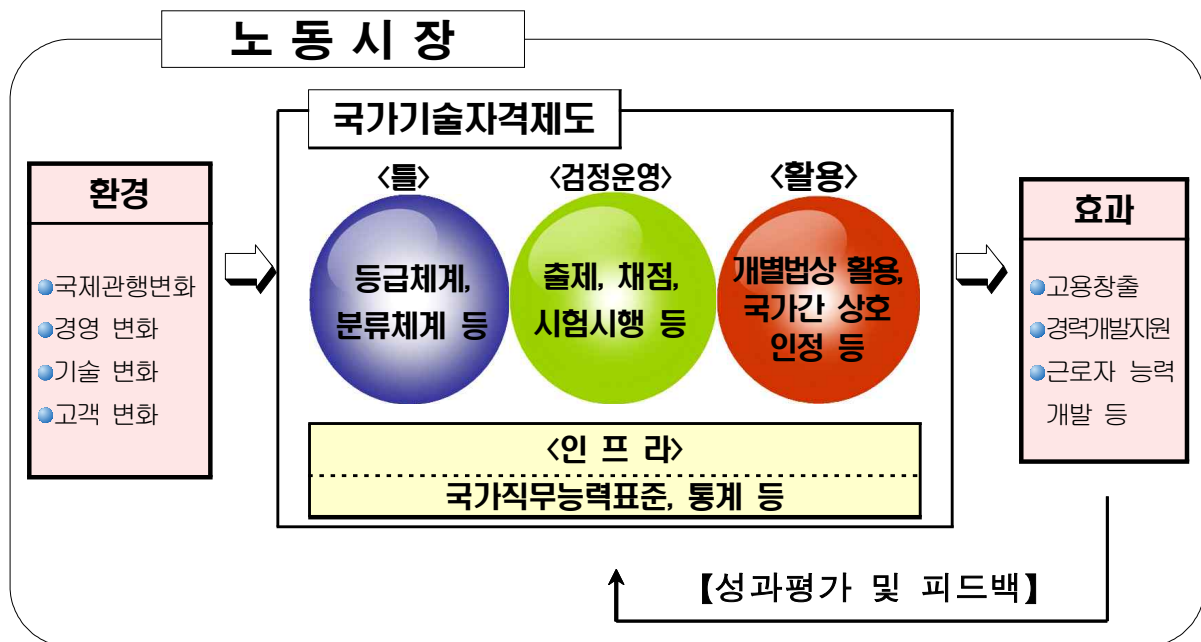 노 동 시 장
국가기술자격제도
환경
●국제관행변화
●경영 변화
●기술 변화
●고객 변화
<틀>
등급체계,
분류체계 등
<검정운영>
출제, 채점,
시험시행 등
<활용>
개별법상 활용,
국가간 상호
인정 등
<인 프 라>
국가직무능력표준, 통계 등
효과
●고용창출
●경력개발지원
●근로자 능력
개발 등
【성과평가 및 피드백】